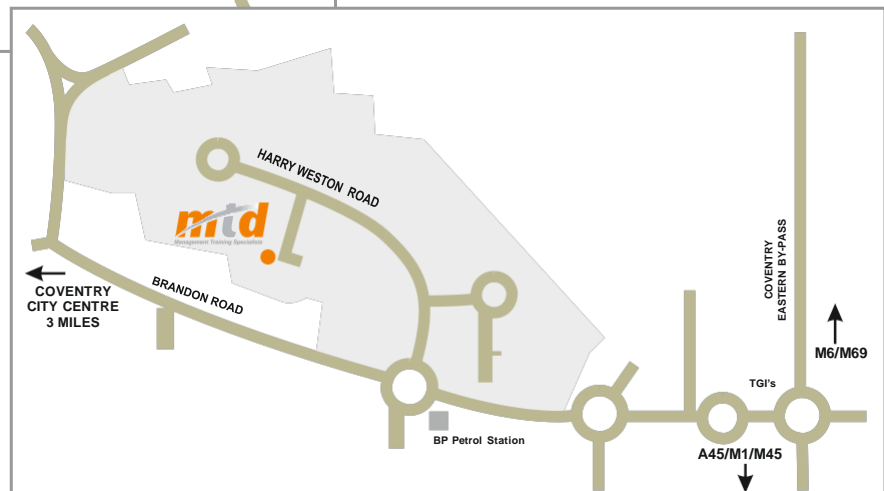 HARRY WESTON ROAD
mtd
Management Training Specialists
COVENTRY
EASTERN BY-PASS
COVENTRY
CITY CENTRE
3 MILES
BRANDON ROAD
M6/M69
TGI's
BP Petrol Station
A45/M1/M45